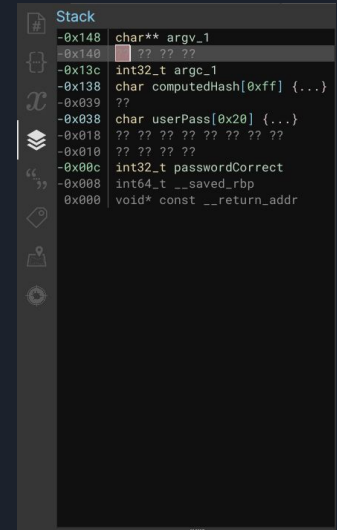 Stack
-0x148 char** argv_1
-0x140 ?? ?? ?? ??
-0x13c int32_t argc_1
-0x138 char computedHash[0xff] {...}
-0x039 ??
-0x038 char userPass[0x20] {...}
-0x018 ?? ?? ?? ?? ?? ?? ?? ??
-0x010 ?? ?? ?? ??
-0x00c int32_t passwordCorrect
-0x008 int64_t __saved_rbp
0x000 void* const __return_addr